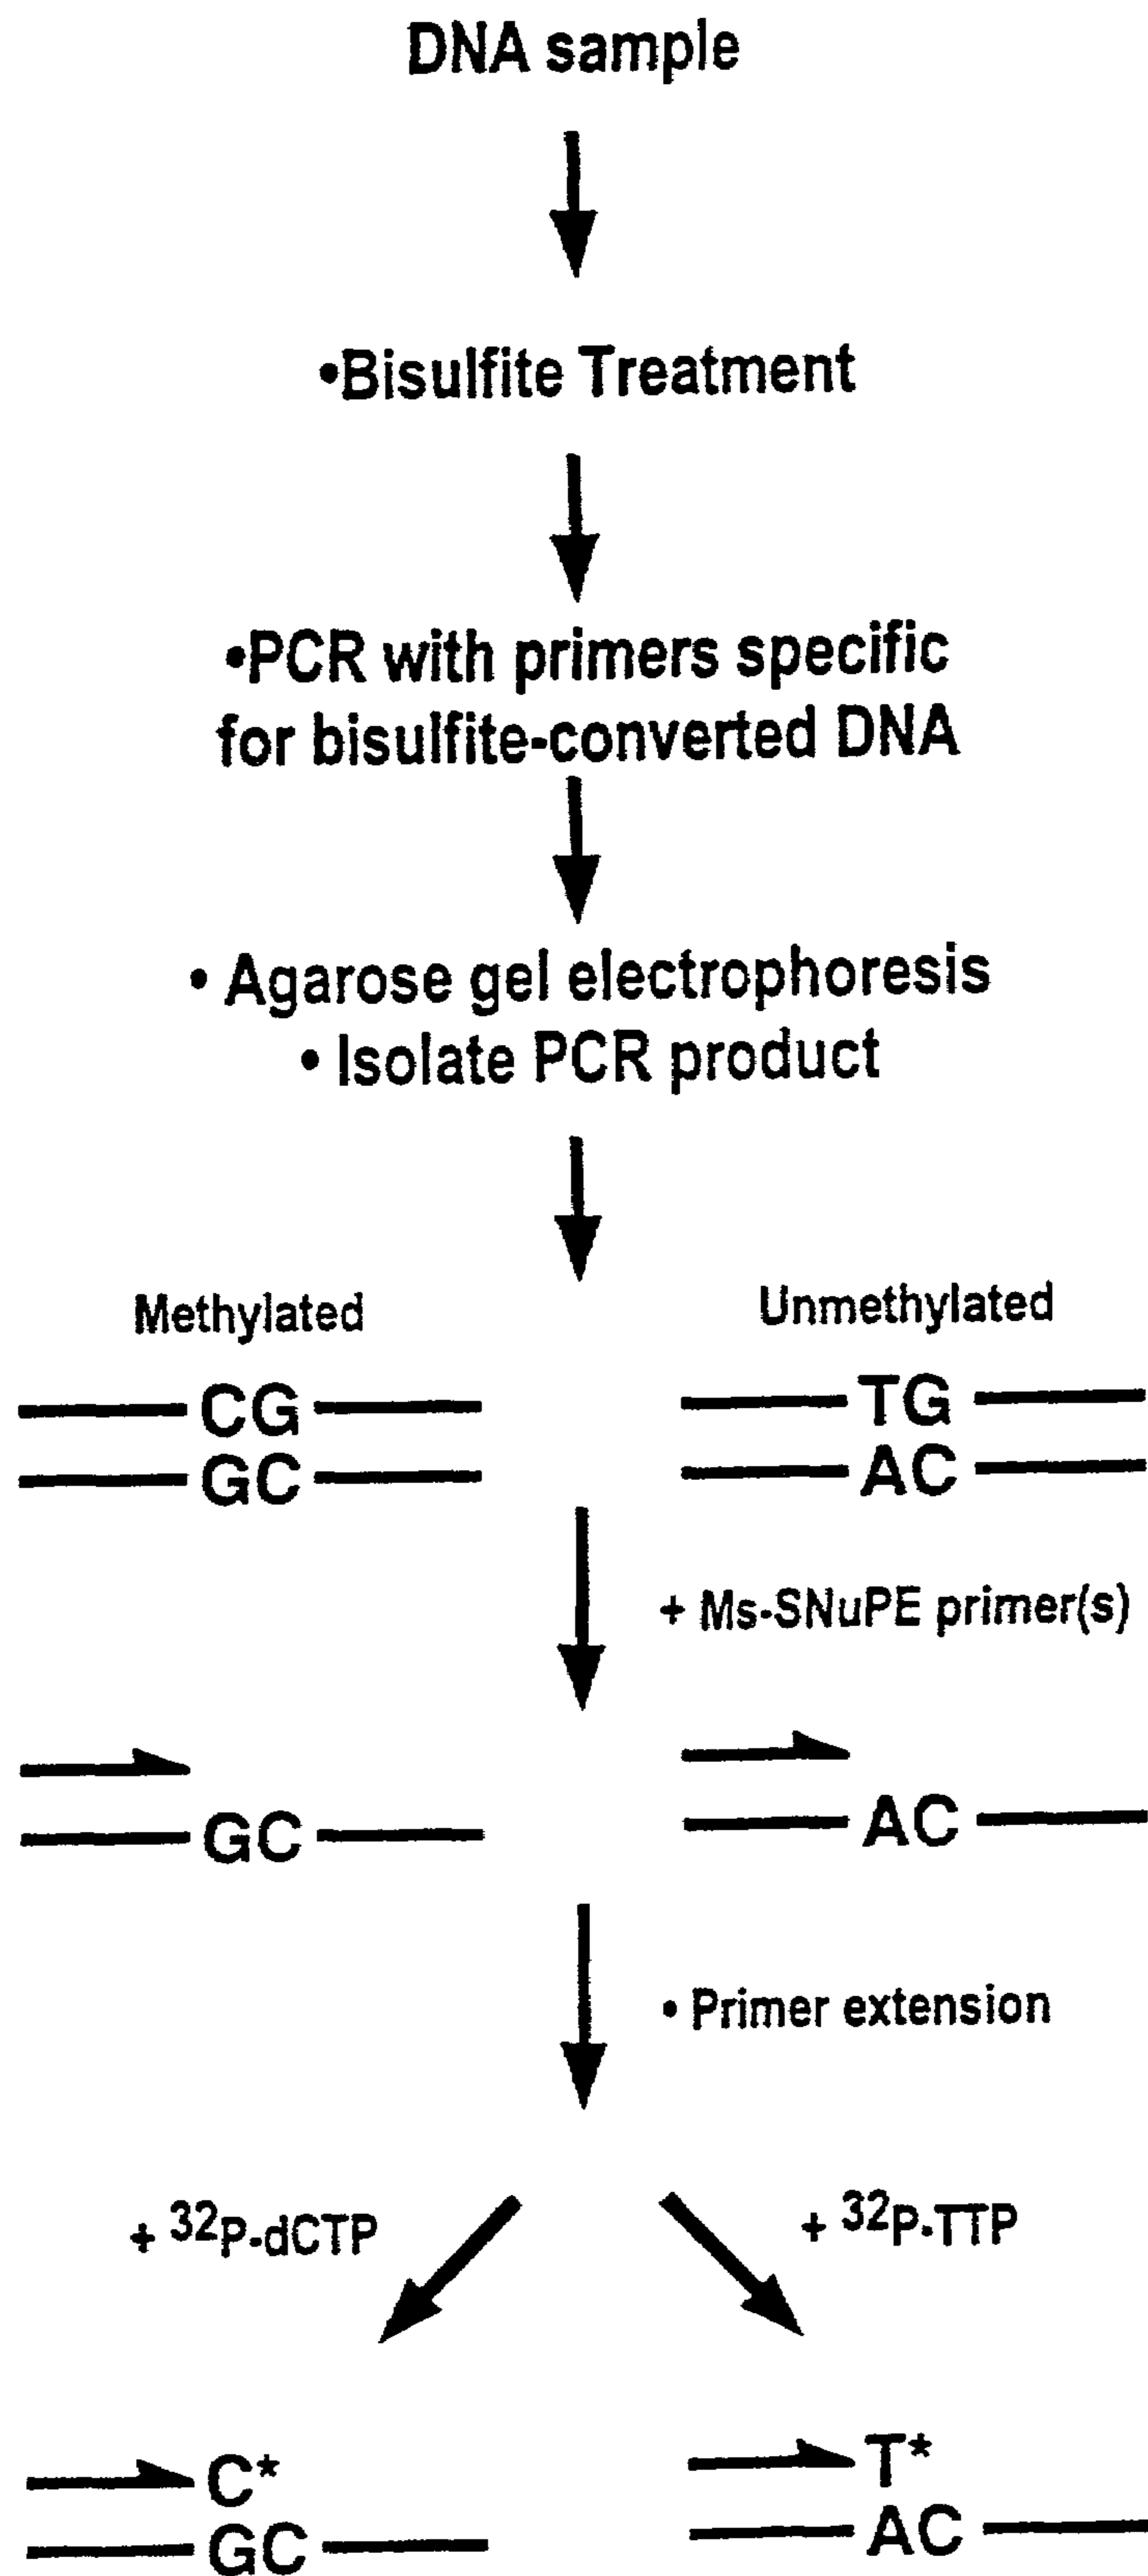 DNA sample
•Bisulfite Treatment
•PCR with primers specific
for bisulfite-converted DNA
• Agarose gel electrophoresis
• Isolate PCR product
Methylated
Unmethylated
CG
TG
GC
AC
+ Ms-SNuPE primer(s)
GC
AC
• Primer extension
+ 32P-dCTP
+ 32P-TTP
C*
T*
GC
AC